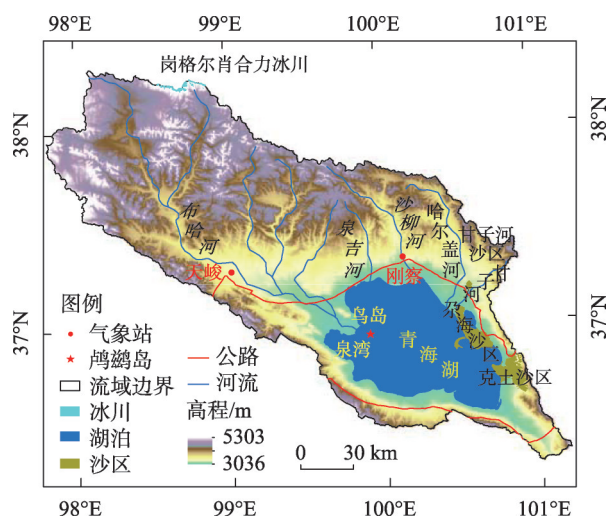 98°E 99°E 100°E 101°E
岗格尔肖合力冰川
38°N
38°N
布哈河
泉吉河
沙柳河
哈尔盖河
甘子河沙区
甘子河
天峻
刚察
尕海沙区
鸟岛
泉湾
青海湖
克土沙区
37°N
37°N
图例
气象站
鸬鹚岛
流域边界
冰川
湖泊
沙区
公路
河流
高程/m
5303
3036
0 30 km
98°E 99°E 100°E 101°E